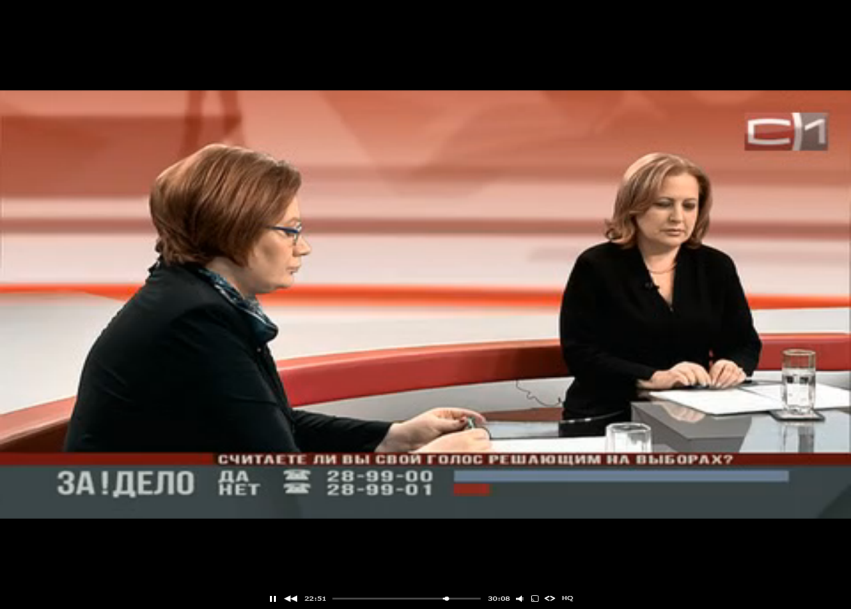 С1
СЧИТАЕТЕ ЛИ ВЫ СВОЙ ГОЛОС РЕШАЮЩИМ НА ВЫБОРАХ?
ЗА!ДЕЛО
ДА ☎ 28-99-00
НЕТ ☎ 28-99-01
22:51 30:08 HQ